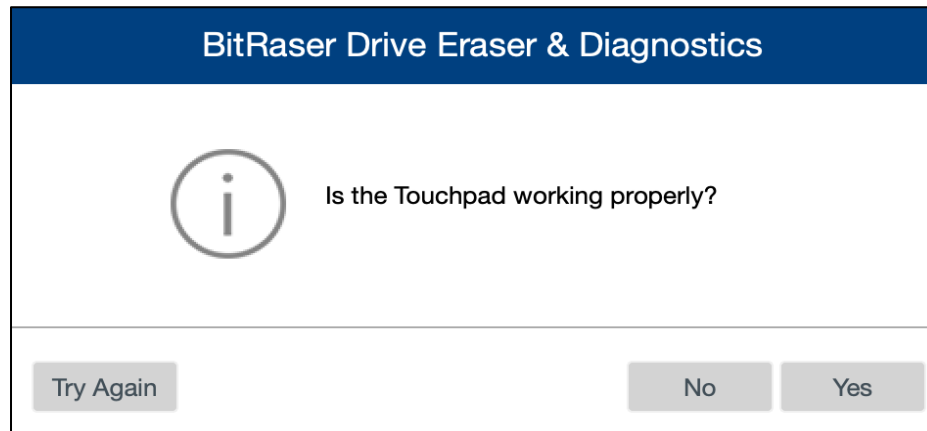 BitRaser Drive Eraser & Diagnostics
Is the Touchpad working properly?
Try Again
No
Yes